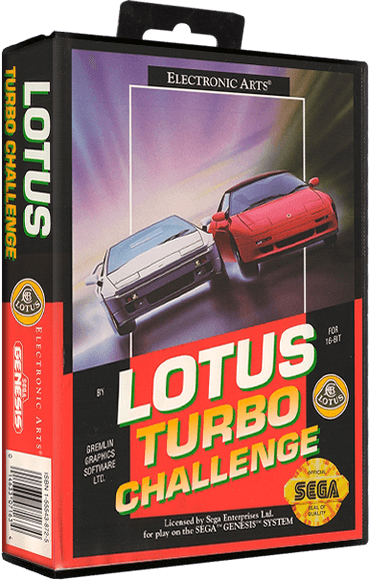 ELECTRONIC ARTS®
LOTUS
TURBO
CHALLENGE
BY
GREMLIN
GRAPHICS
SOFTWARE
LTD.
FOR
16-BIT
LOTUS
OFFICIAL
SEGA
SEAL OF
QUALITY
Licensed by Sega Enterprises Ltd.
for play on the SEGA™ GENESIS™ SYSTEM
LOTUS
TURBO CHALLENGE
LOTUS
ELECTRONIC ARTS®
SEGA
GENESIS